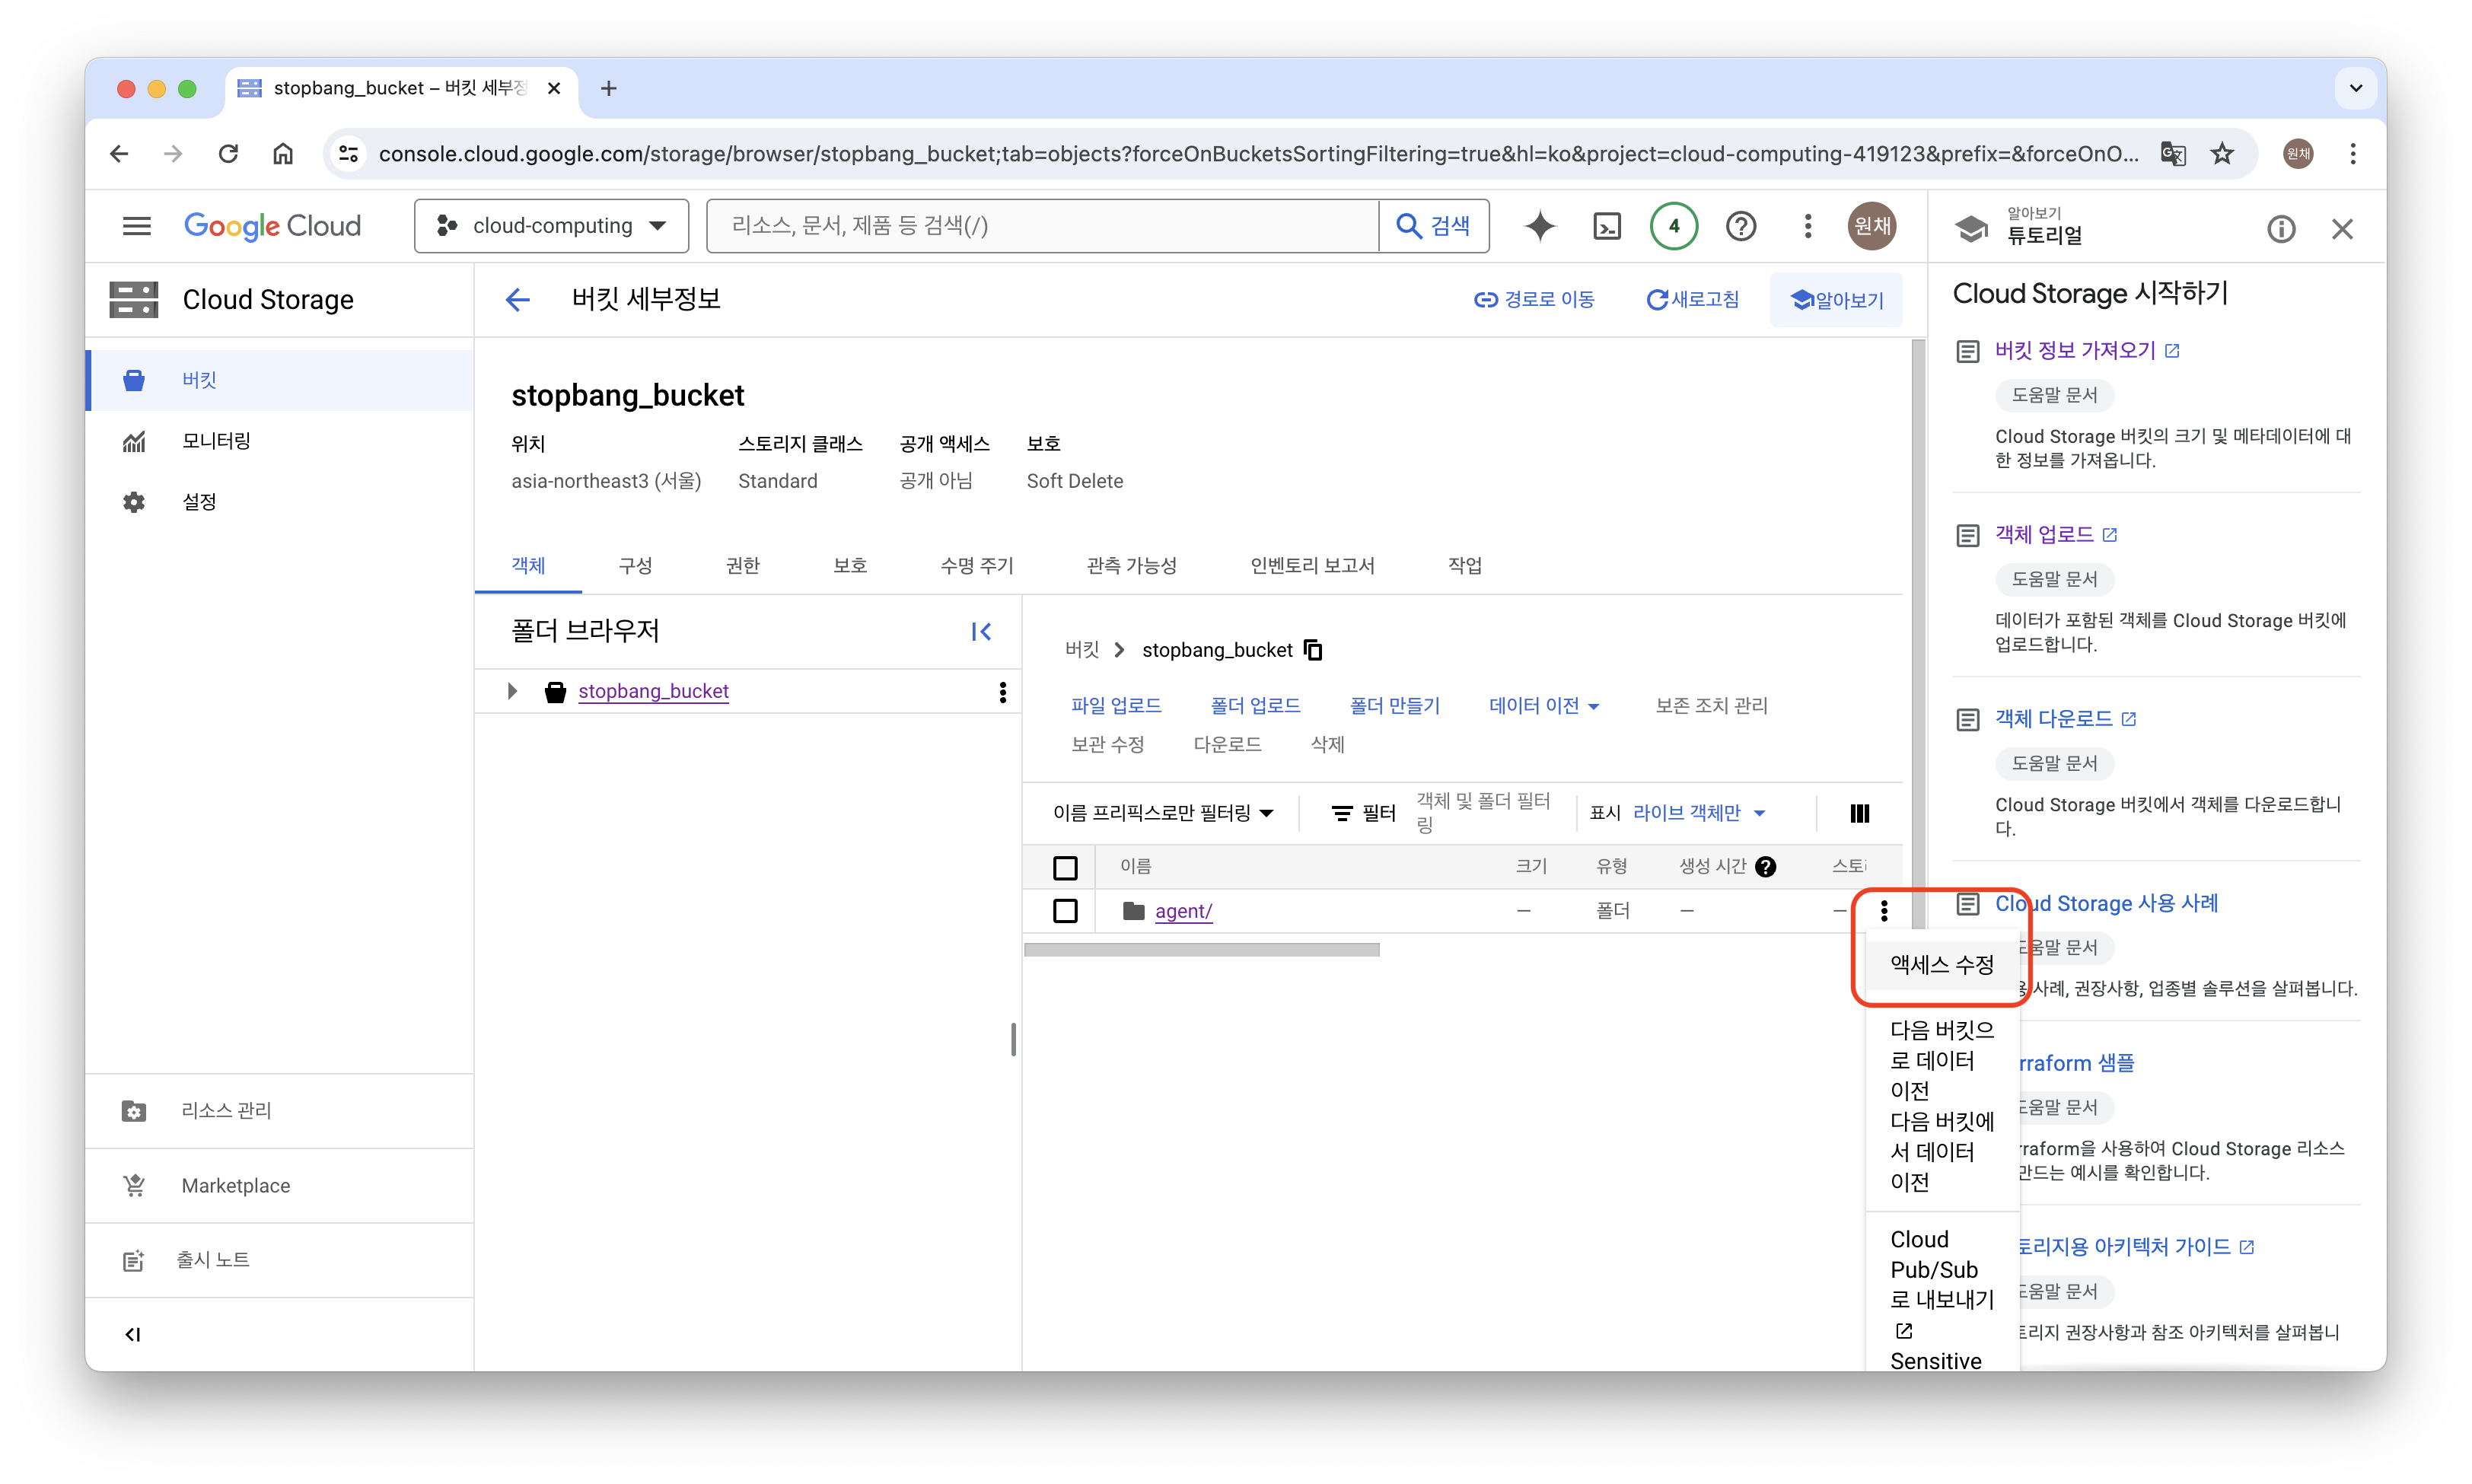 stopbang_bucket – 버킷 세부정
console.cloud.google.com/storage/browser/stopbang_bucket;tab=objects?forceOnBucketsSortingFiltering=true&hl=ko&project=cloud-computing-419123&prefix=&forceOnO...
원채
Google Cloud
cloud-computing
리소스, 문서, 제품 등 검색(/)
검색
4
원채
알아보기
튜토리얼
Cloud Storage
버킷
모니터링
설정
리소스 관리
Marketplace
출시 노트
버킷 세부정보
경로로 이동
새로고침
알아보기
stopbang_bucket
위치
스토리지 클래스
공개 액세스
보호
asia-northeast3 (서울)
Standard
공개 아님
Soft Delete
객체
구성
권한
보호
수명 주기
관측 가능성
인벤토리 보고서
작업
폴더 브라우저
stopbang_bucket
버킷
stopbang_bucket
파일 업로드
폴더 업로드
폴더 만들기
데이터 이전
보존 조치 관리
보관 수정
다운로드
삭제
이름 프리픽스로만 필터링
필터
객체 및 폴더 필터
링
표시
라이브 객체만
이름
크기
유형
생성 시간
스토
agent/
—
폴더
—
—
액세스 수정
다음 버킷으
로 데이터
이전
다음 버킷에
서 데이터
이전
Cloud
Pub/Sub
로 내보내기
Sensitive
Cloud Storage 시작하기
버킷 정보 가져오기
도움말 문서
Cloud Storage 버킷의 크기 및 메타데이터에 대
한 정보를 가져옵니다.
객체 업로드
도움말 문서
데이터가 포함된 객체를 Cloud Storage 버킷에
업로드합니다.
객체 다운로드
도움말 문서
Cloud Storage 버킷에서 객체를 다운로드합니
다.
Cloud Storage 사용 사례
움말 문서
사례, 권장사항, 업종별 솔루션을 살펴봅니다.
rraform 샘플
움말 문서
rraform을 사용하여 Cloud Storage 리소스
만드는 예시를 확인합니다.
토리지용 아키텍처 가이드
움말 문서
토리지 권장사항과 참조 아키텍처를 살펴봅니